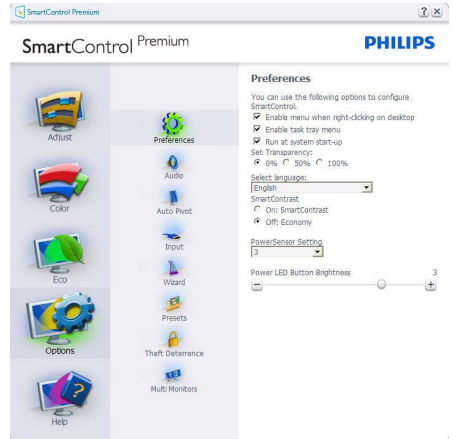 SmartControl Premium
SmartControl Premium
PHILIPS
Adjust
Color
Eco
Options
Help
Preferences
Audio
Auto Pivot
Input
Wizard
Presets
Theft Deterrence
Multi Monitors
Preferences
You can use the following options to configure
SmartControl.
Enable menu when right-clicking on desktop
Enable task tray menu
Run at system start-up
Set Transparency:
0% 50% 100%
Select language:
English
SmartContrast
On: SmartContrast
Off: Economy
PowerSensor Setting
3
Power LED Button Brightness 3